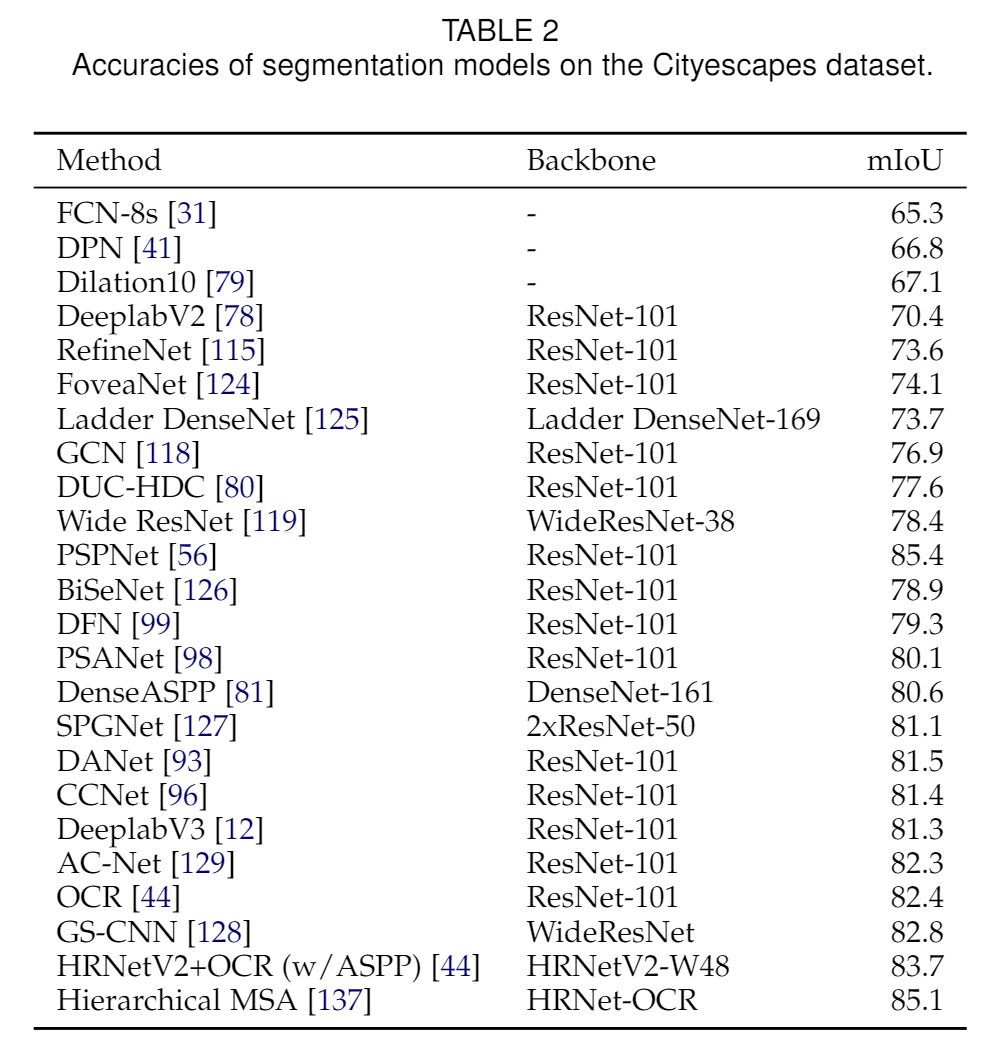 TABLE 2
Accuracies of segmentation models on the Cityescapes dataset.
Method Backbone mIoU
FCN-8s [31] - 65.3
DPN [41] - 66.8
Dilation10 [79] - 67.1
DeeplabV2 [78] ResNet-101 70.4
RefineNet [115] ResNet-101 73.6
FoveaNet [124] ResNet-101 74.1
Ladder DenseNet [125] Ladder DenseNet-169 73.7
GCN [118] ResNet-101 76.9
DUC-HDC [80] ResNet-101 77.6
Wide ResNet [119] WideResNet-38 78.4
PSPNet [56] ResNet-101 85.4
BiSeNet [126] ResNet-101 78.9
DFN [99] ResNet-101 79.3
PSANet [98] ResNet-101 80.1
DenseASPP [81] DenseNet-161 80.6
SPGNet [127] 2xResNet-50 81.1
DANet [93] ResNet-101 81.5
CCNet [96] ResNet-101 81.4
DeeplabV3 [12] ResNet-101 81.3
AC-Net [129] ResNet-101 82.3
OCR [44] ResNet-101 82.4
GS-CNN [128] WideResNet 82.8
HRNetV2+OCR (w/ASPP) [44] HRNetV2-W48 83.7
Hierarchical MSA [137] HRNet-OCR 85.1